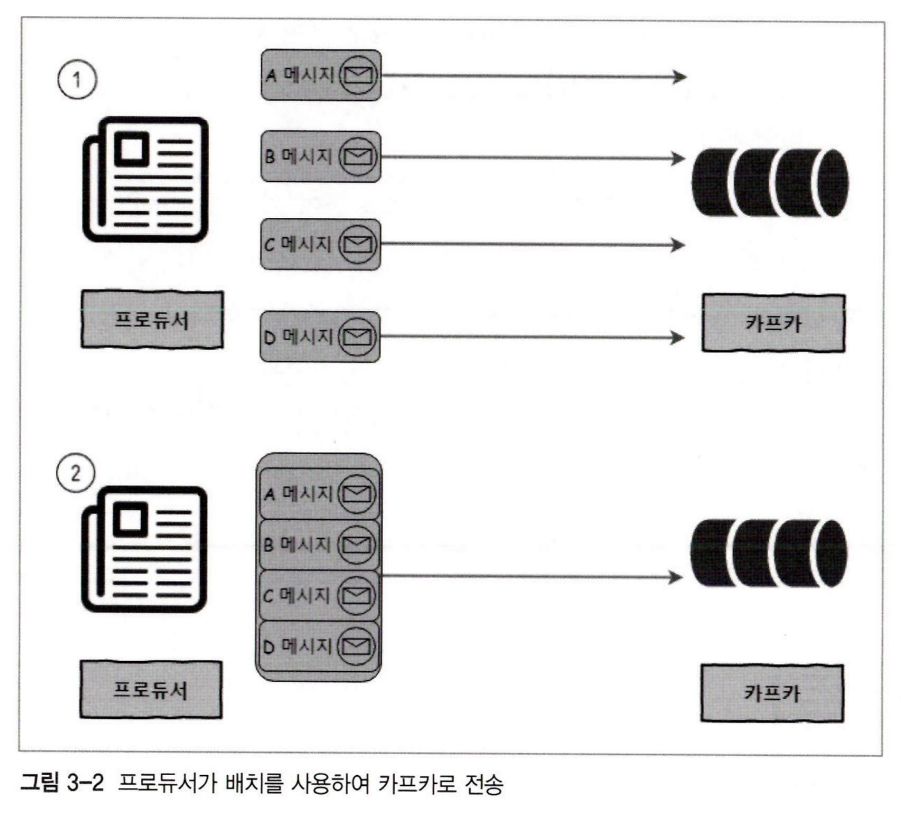 1
A 메시지
B 메시지
C 메시지
D 메시지
프로듀서
카프카
2
A 메시지
B 메시지
C 메시지
D 메시지
프로듀서
카프카
그림 3-2 프로듀서가 배치를 사용하여 카프카로 전송